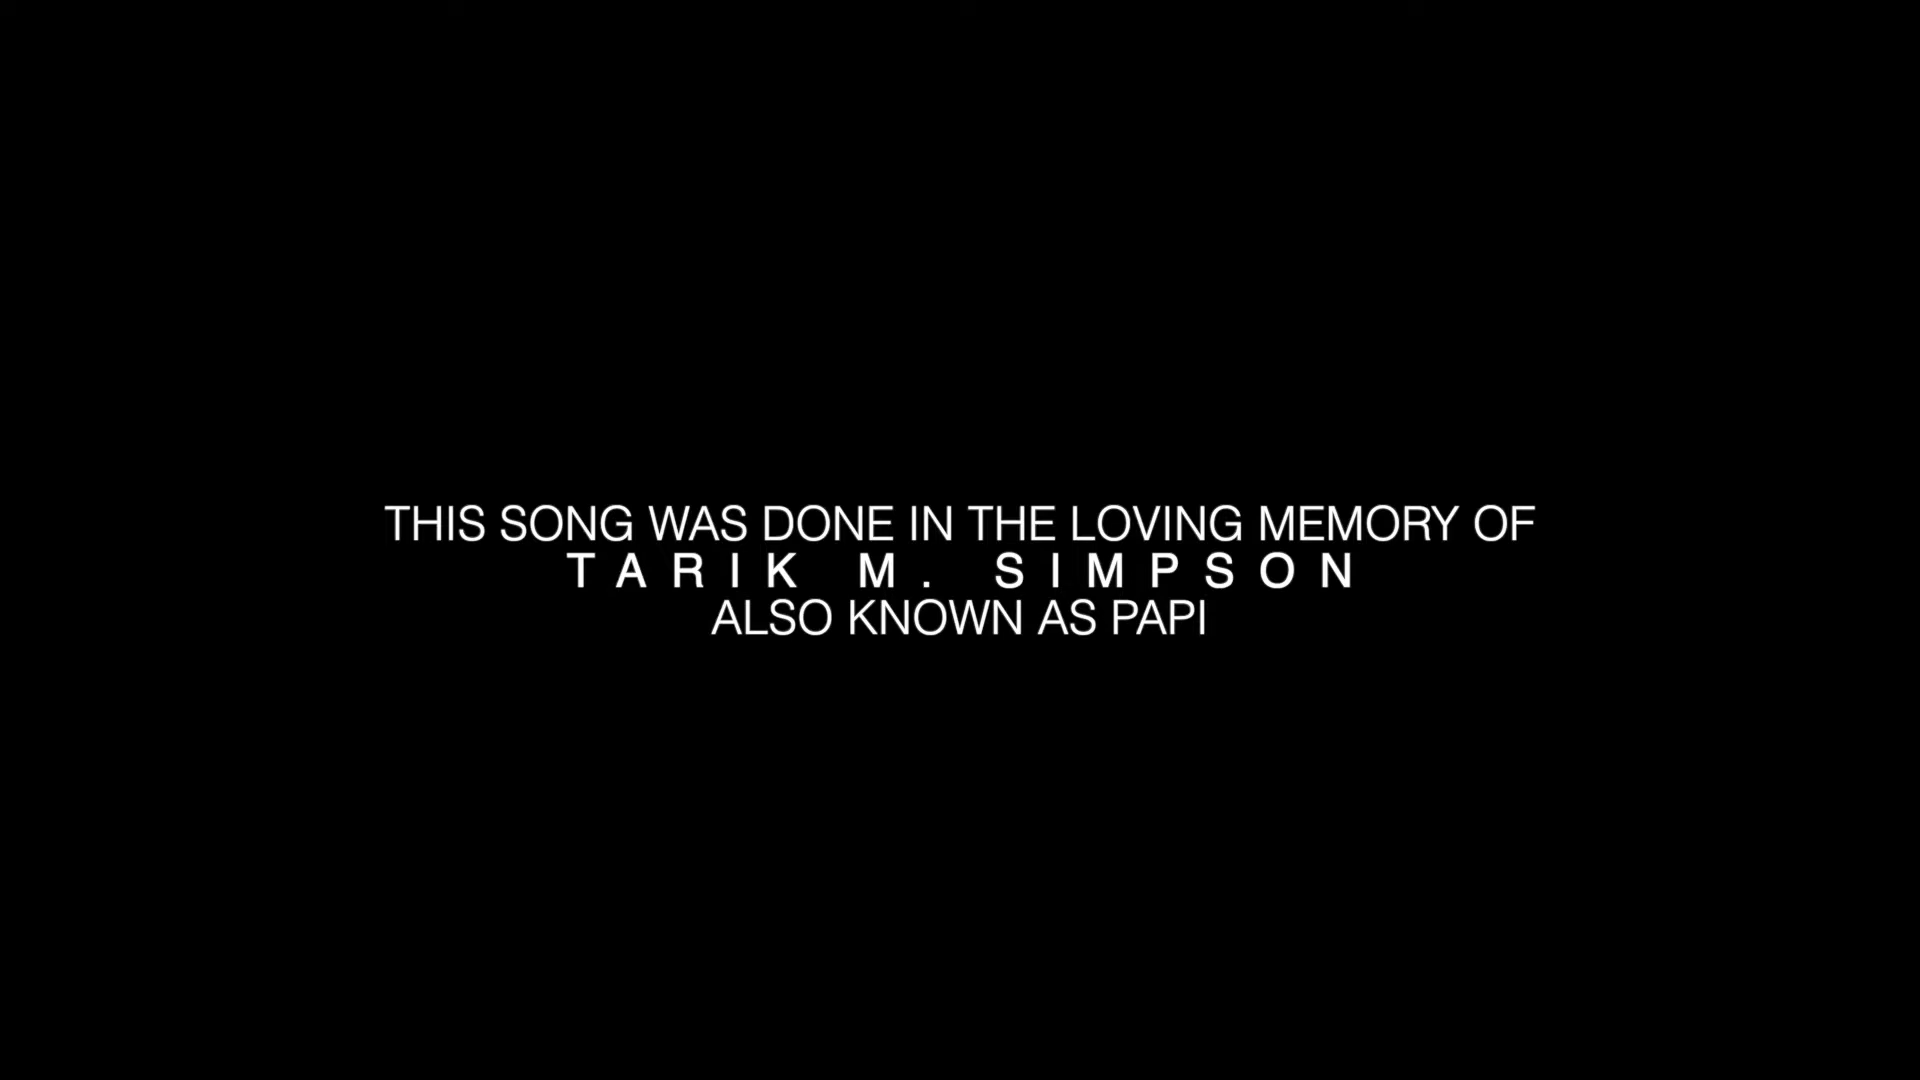 THIS SONG WAS DONE IN THE LOVING MEMORY OF
TARIK M. SIMPSON
ALSO KNOWN AS PAPI